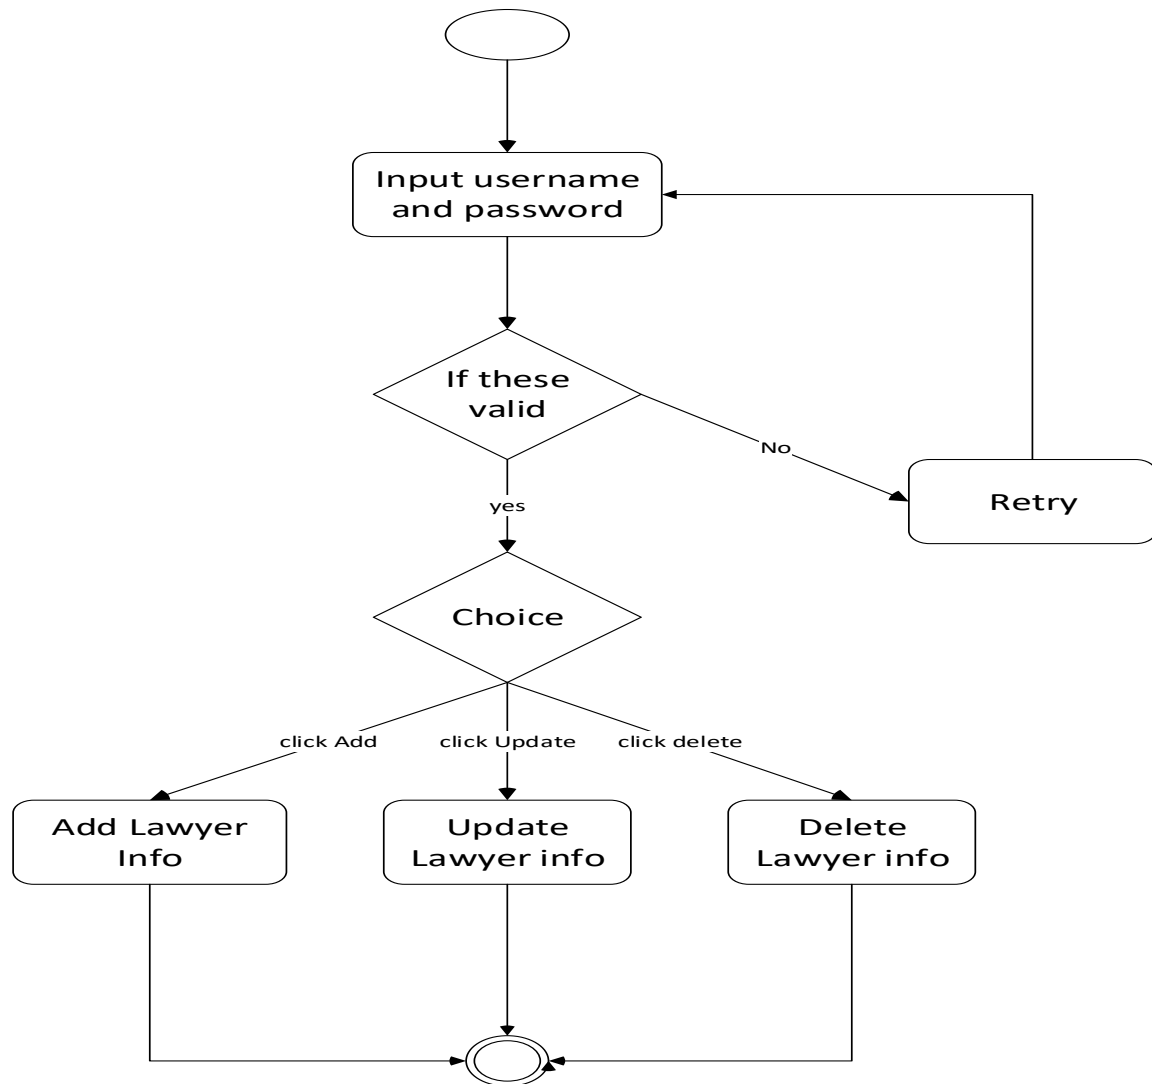 Input username
and password
If these
valid
No
Retry
yes
Choice
click Add
click Update
click delete
Add Lawyer
Info
Update
Lawyer info
Delete
Lawyer info